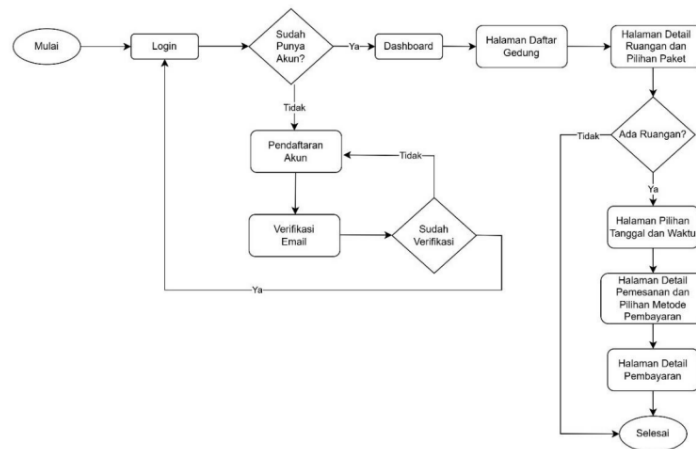 Mulai
Login
Sudah
Punya
Akun?
Ya
Dashboard
Halaman Daftar
Gedung
Halaman Detail
Ruangan dan
Pilihan Paket
Tidak
Pendaftaran
Akun
Tidak
Verifikasi
Email
Sudah
Verifikasi
Ya
Tidak
Ada Ruangan?
Ya
Halaman Pilihan
Tanggal dan Waktu
Halaman Detail
Pemesanan dan
Pilihan Metode
Pembayaran
Halaman Detail
Pembayaran
Selesai